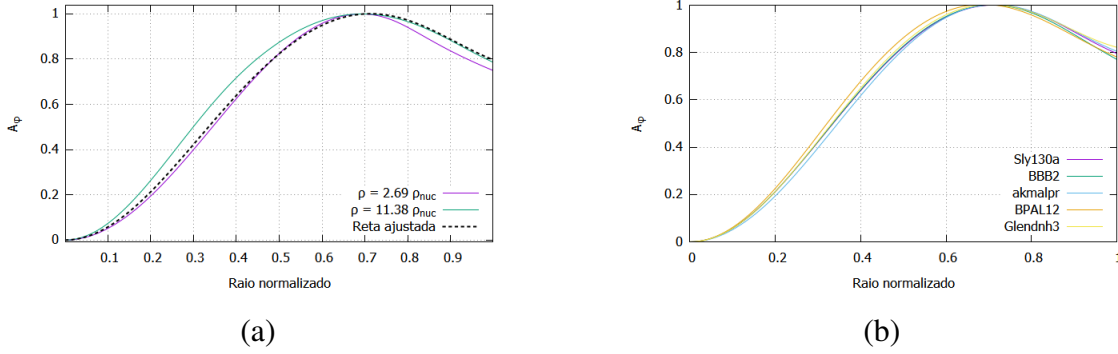 1
0.8
0.6
0.4
0.2
0
Aφ
0.1 0.2 0.3 0.4 0.5 0.6 0.7 0.8 0.9
Raio normalizado
ρ = 2.69 ρnuc
ρ = 11.38 ρnuc
Reta ajustada
(a)
1
0.8
0.6
0.4
0.2
0
Aφ
0 0.2 0.4 0.6 0.8 1
Raio normalizado
Sly130a
BBB2
akmalpr
BPAL12
Glendnh3
(b)